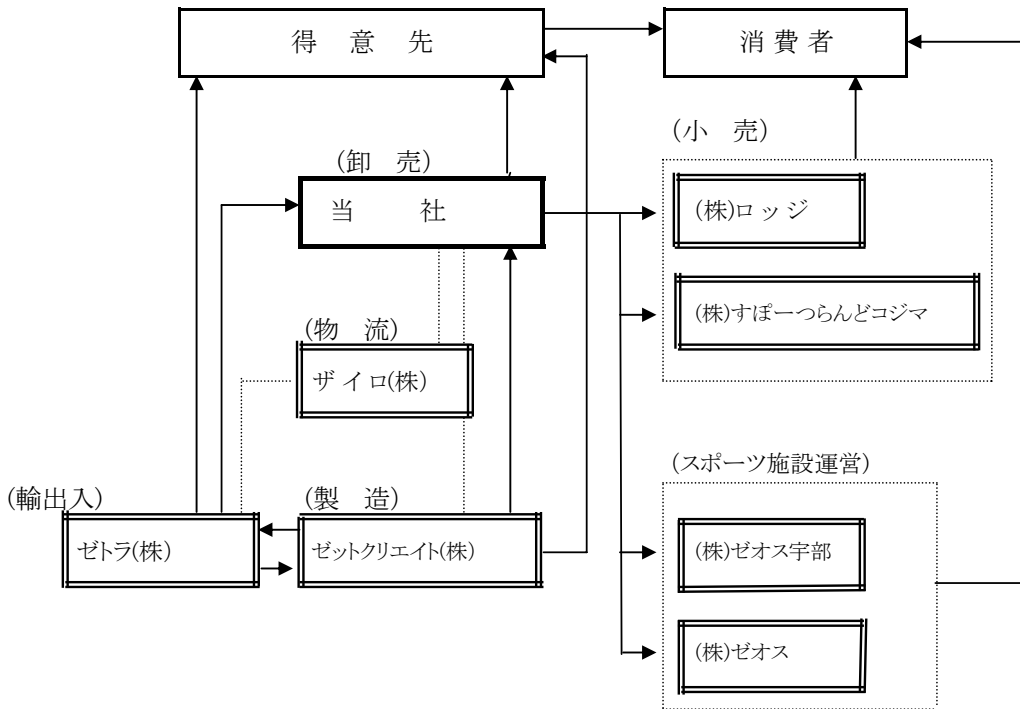 得 意 先
消 費 者
(小 売)
(卸 売)
当 社
(株)ロッジ
(株)すぽーつらんどコジマ
(物 流)
ザ イ ロ(株)
(スポーツ施設運営)
(輸出入)
(製 造)
ゼトラ(株)
ゼットクリエイト(株)
(株)ゼオス宇部
(株)ゼオス